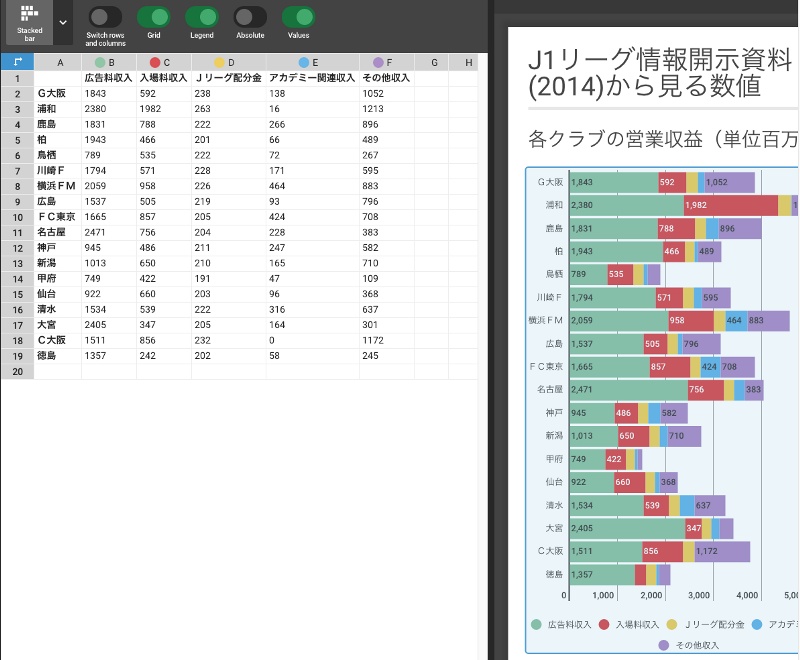 Stacked
bar
Switch rows
and columns
Grid
Legend
Absolute
Values
A B C D E F G H
1 広告料収入 入場料収入 Ｊリーグ配分金 アカデミー関連収入 その他収入
2 Ｇ大阪 1843 592 238 138 1052
3 浦和 2380 1982 263 16 1213
4 鹿島 1831 788 222 266 896
5 柏 1943 466 201 66 489
6 鳥栖 789 535 222 72 267
7 川崎Ｆ 1794 571 228 171 595
8 横浜ＦＭ 2059 958 226 464 883
9 広島 1537 505 219 93 796
10 ＦＣ東京 1665 857 205 424 708
11 名古屋 2471 756 204 228 383
12 神戸 945 486 211 247 582
13 新潟 1013 650 210 165 710
14 甲府 749 422 191 47 109
15 仙台 922 660 203 96 368
16 清水 1534 539 222 316 637
17 大宮 2405 347 205 164 301
18 Ｃ大阪 1511 856 232 0 1172
19 徳島 1357 242 202 58 245
20
J1リーグ情報開示資料
(2014)から見る数値
各クラブの営業収益（単位百万
Ｇ大阪 1,843 592 1,052
浦和 2,380 1,982 1
鹿島 1,831 788 896
柏 1,943 466 489
鳥栖 789 535
川崎Ｆ 1,794 571 595
横浜ＦＭ 2,059 958 464 883
広島 1,537 505 796
ＦＣ東京 1,665 857 424 708
名古屋 2,471 756 383
神戸 945 486 582
新潟 1,013 650 710
甲府 749 422
仙台 922 660 368
清水 1,534 539 637
大宮 2,405 347
Ｃ大阪 1,511 856 1,172
徳島 1,357
0 1,000 2,000 3,000 4,000 5,0
広告料収入 入場料収入 Ｊリーグ配分金 アカデミ
その他収入